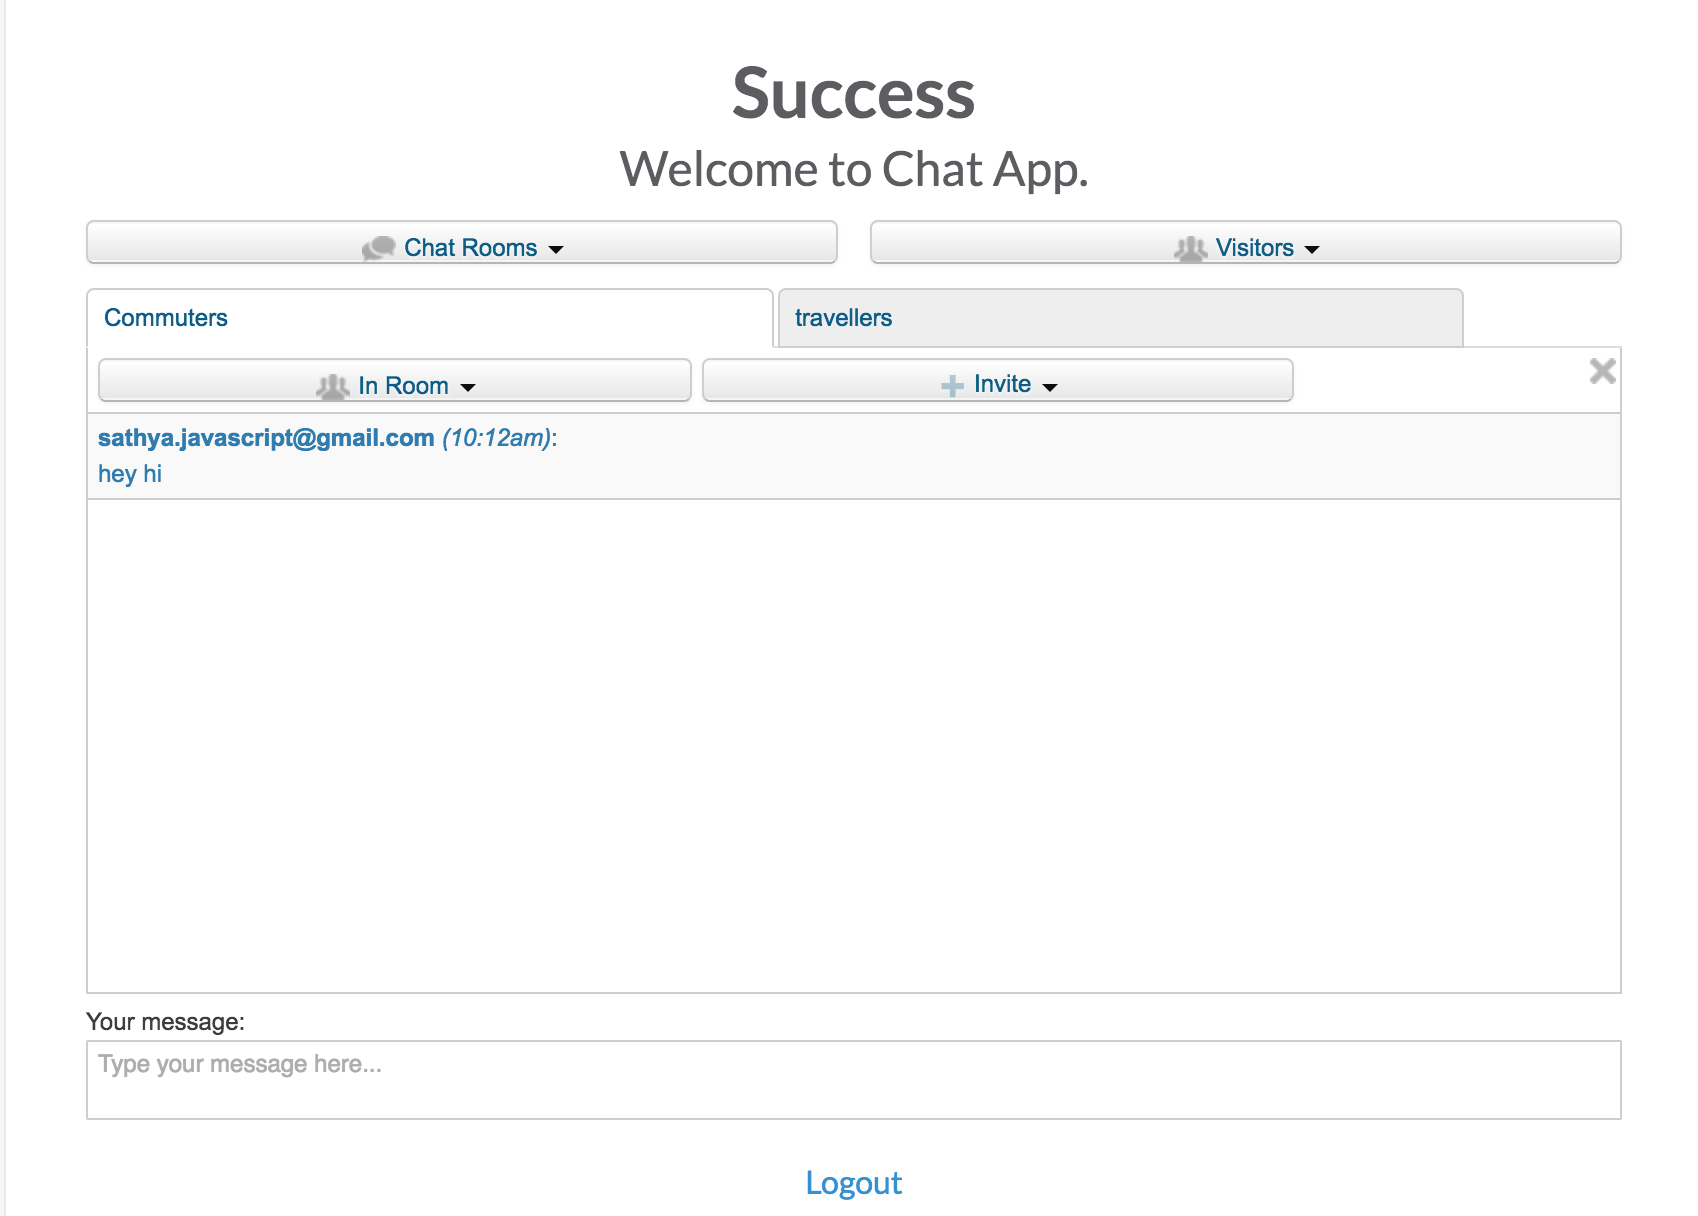 Success
Welcome to Chat App.
Chat Rooms
Visitors
Commuters
travellers
In Room
Invite
sathya.javascript@gmail.com (10:12am):
hey hi
Your message:
Type your message here...
Logout